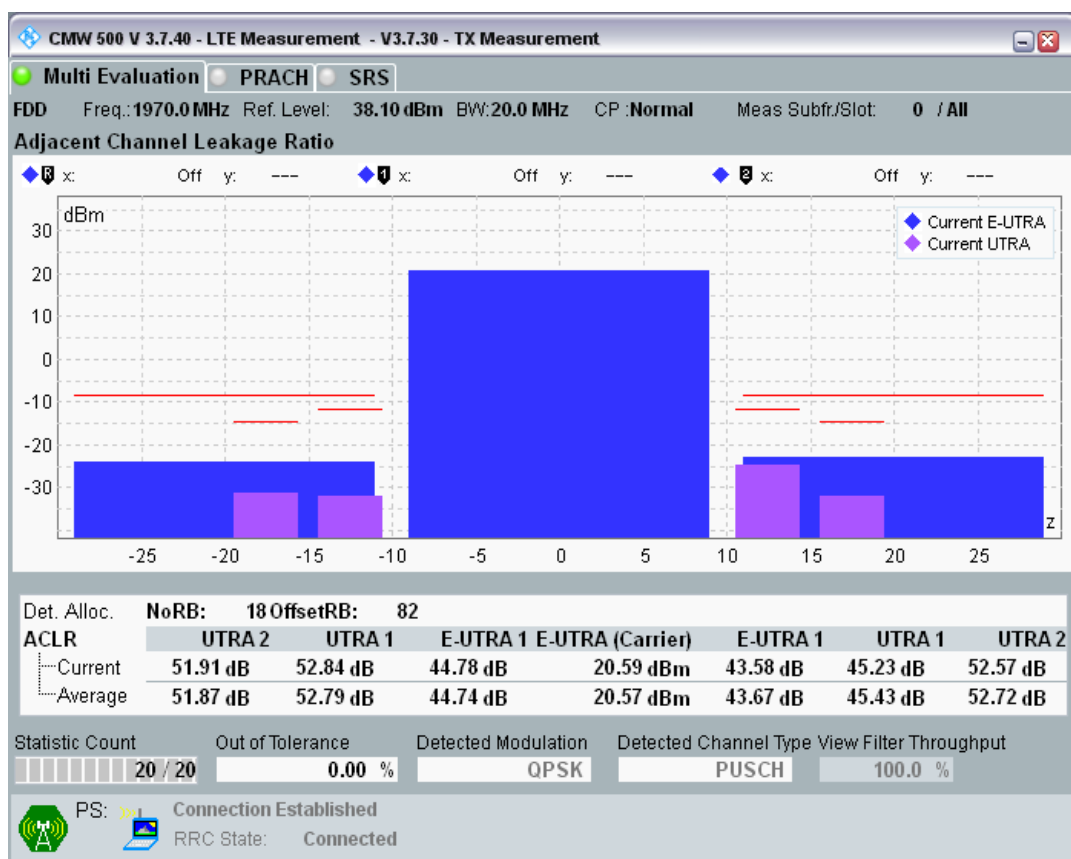 CMW 500 V 3.7.40 - LTE Measurement - V3.7.30 - TX Measurement
Multi Evaluation PRACH SRS
FDD Freq.: 1970.0 MHz Ref. Level: 38.10 dBm BW: 20.0 MHz CP : Normal Meas Subfr./Slot: 0 / All
Adjacent Channel Leakage Ratio
R x: Off y: --- 1 x: Off y: --- 2 x: Off y: ---
dBm
Current E-UTRA
Current UTRA
30
20
10
0
-10
-20
-30
z
-25 -20 -15 -10 -5 0 5 10 15 20 25
Det. Alloc. NoRB: 18 OffsetRB: 82
ACLR UTRA 2 UTRA 1 E-UTRA 1 E-UTRA (Carrier) E-UTRA 1 UTRA 1 UTRA 2
Current 51.91 dB 52.84 dB 44.78 dB 20.59 dBm 43.58 dB 45.23 dB 52.57 dB
Average 51.87 dB 52.79 dB 44.74 dB 20.57 dBm 43.67 dB 45.43 dB 52.72 dB
Statistic Count Out of Tolerance Detected Modulation Detected Channel Type View Filter Throughput
20 / 20 0.00 % QPSK PUSCH 100.0 %
PS: Connection Established
RRC State: Connected